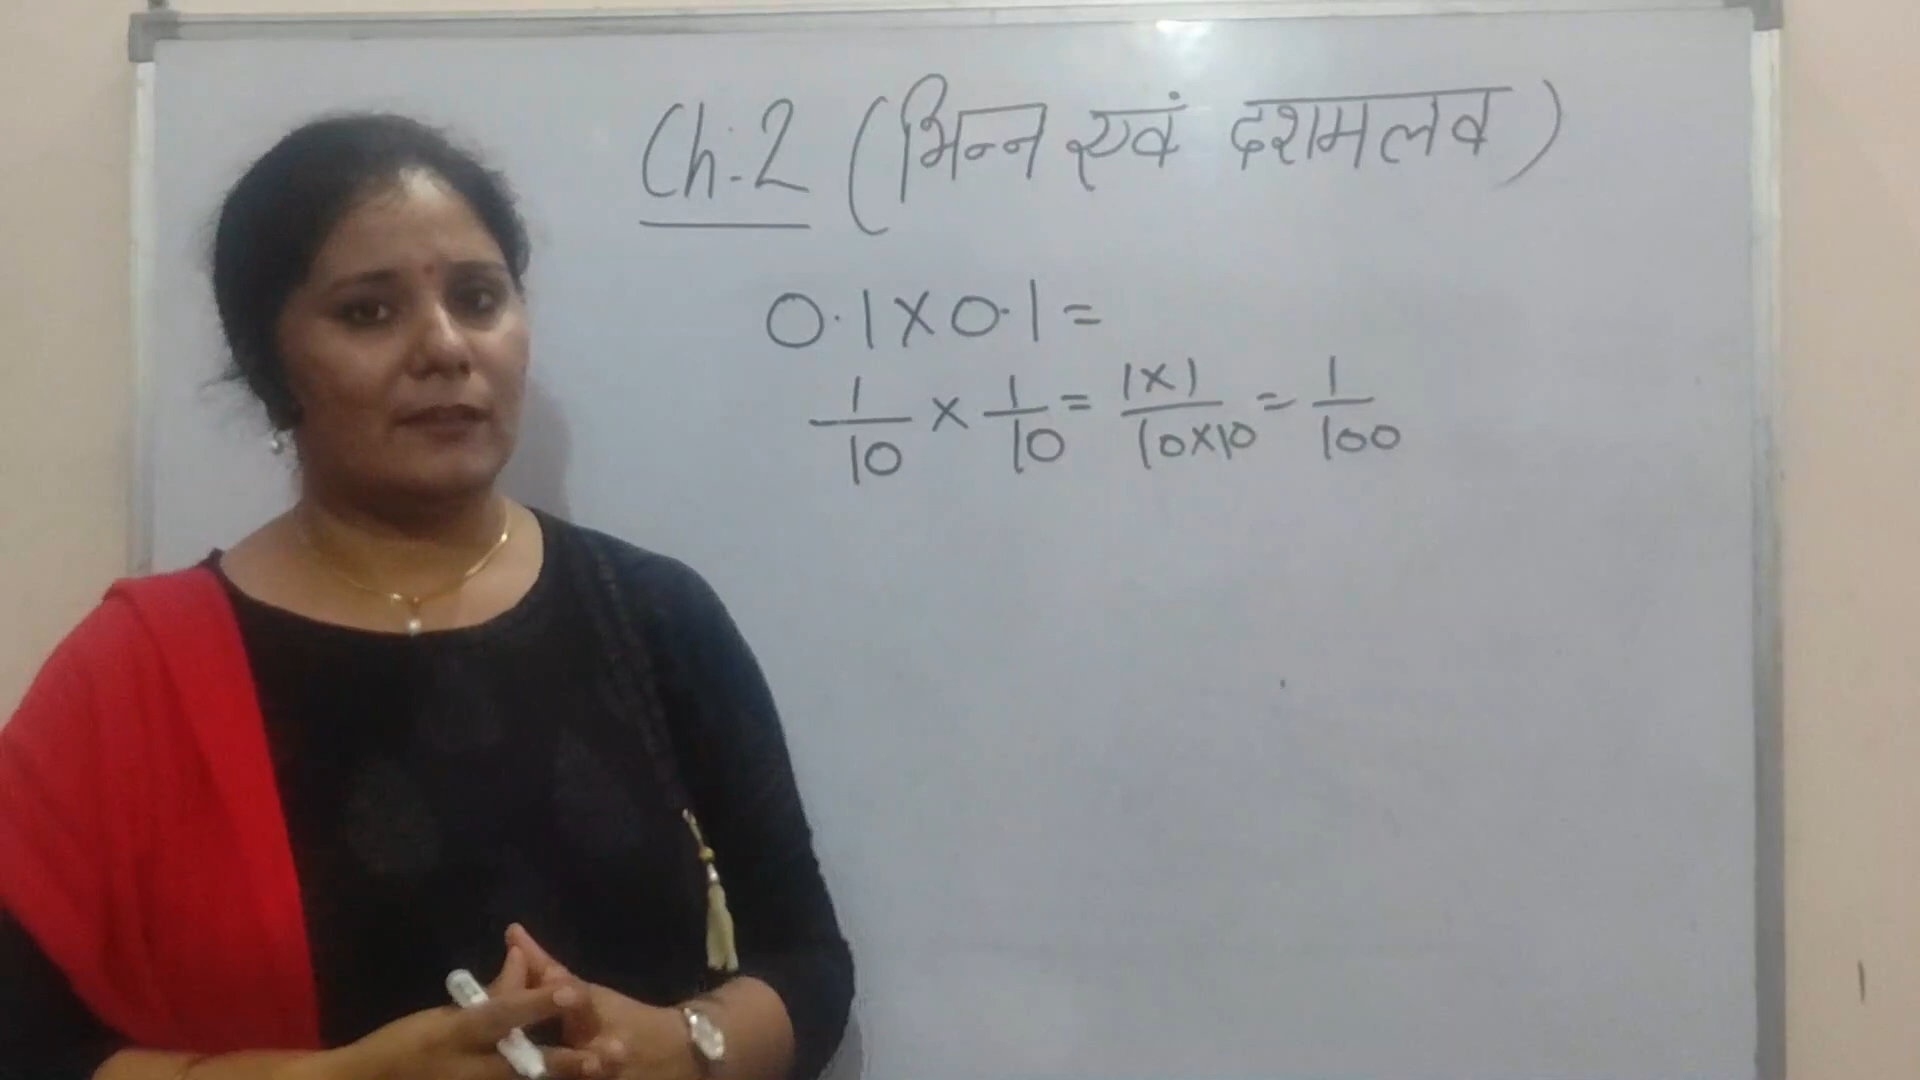 Ch.2 (भिन्न एवं दशमलव)
0.1×0.1=
1/10 × 1/10 = 1×1/10×10 = 1/100